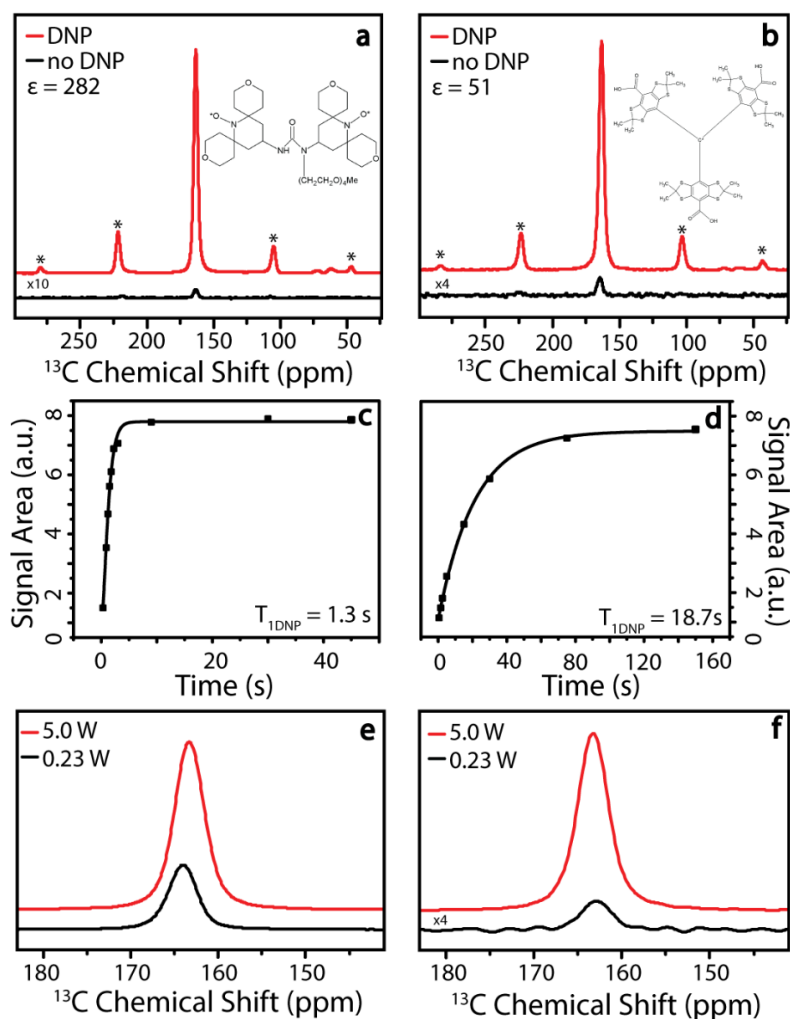 a
DNP
no DNP
ε = 282
O
O
N
N
O•
•O
O
O
O
NH
N
(CH₂CH₂O)₄Me
*
*
*
*
x10
250 200 150 100 50
¹³C Chemical Shift (ppm)
b
DNP
no DNP
ε = 51
*
*
*
*
x4
250 200 150 100 50
¹³C Chemical Shift (ppm)
c
8
6
4
2
0
Signal Area (a.u.)
T1DNP = 1.3 s
0 20 40
Time (s)
d
8
6
4
2
0
Signal Area (a.u.)
T1DNP = 18.7s
0 40 80 120 160
Time (s)
e
5.0 W
0.23 W
180 170 160 150
¹³C Chemical Shift (ppm)
f
5.0 W
0.23 W
x4
180 170 160 150
¹³C Chemical Shift (ppm)